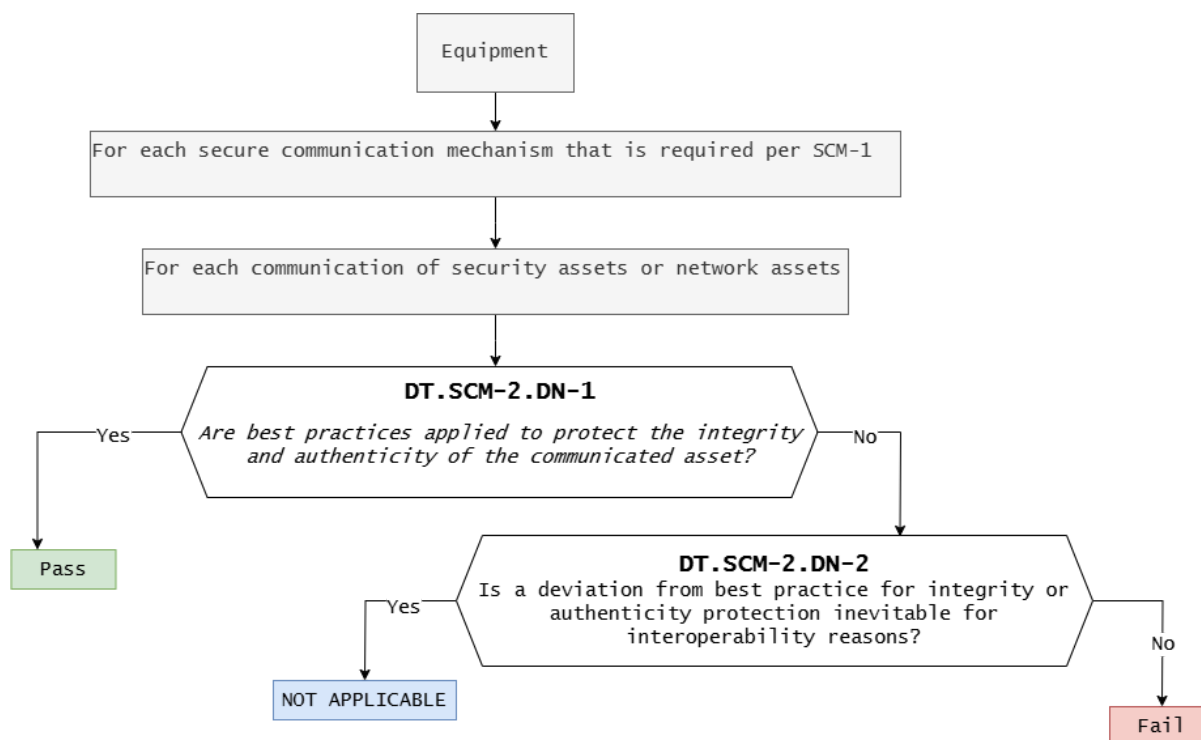 Equipment
For each secure communication mechanism that is required per SCM-1
For each communication of security assets or network assets
DT.SCM-2.DN-1
Are best practices applied to protect the integrity
and authenticity of the communicated asset?
Yes
No
Pass
DT.SCM-2.DN-2
Is a deviation from best practice for integrity or
authenticity protection inevitable for
interoperability reasons?
Yes
No
NOT APPLICABLE
Fail